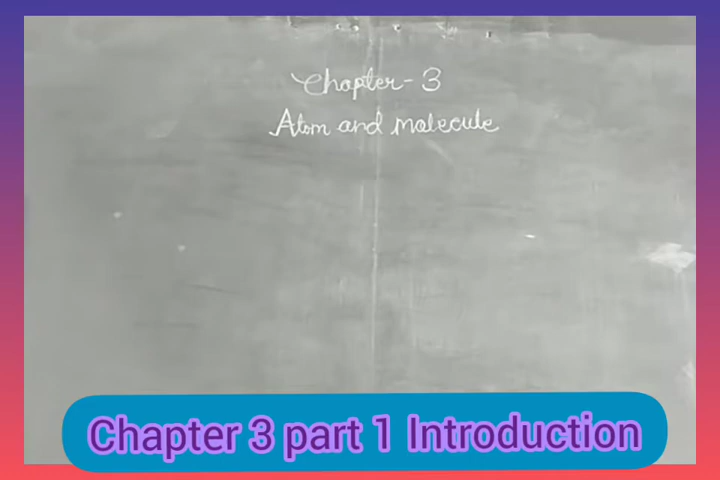 Chapter - 3
Atom and molecule
Chapter 3 part 1 Introduction